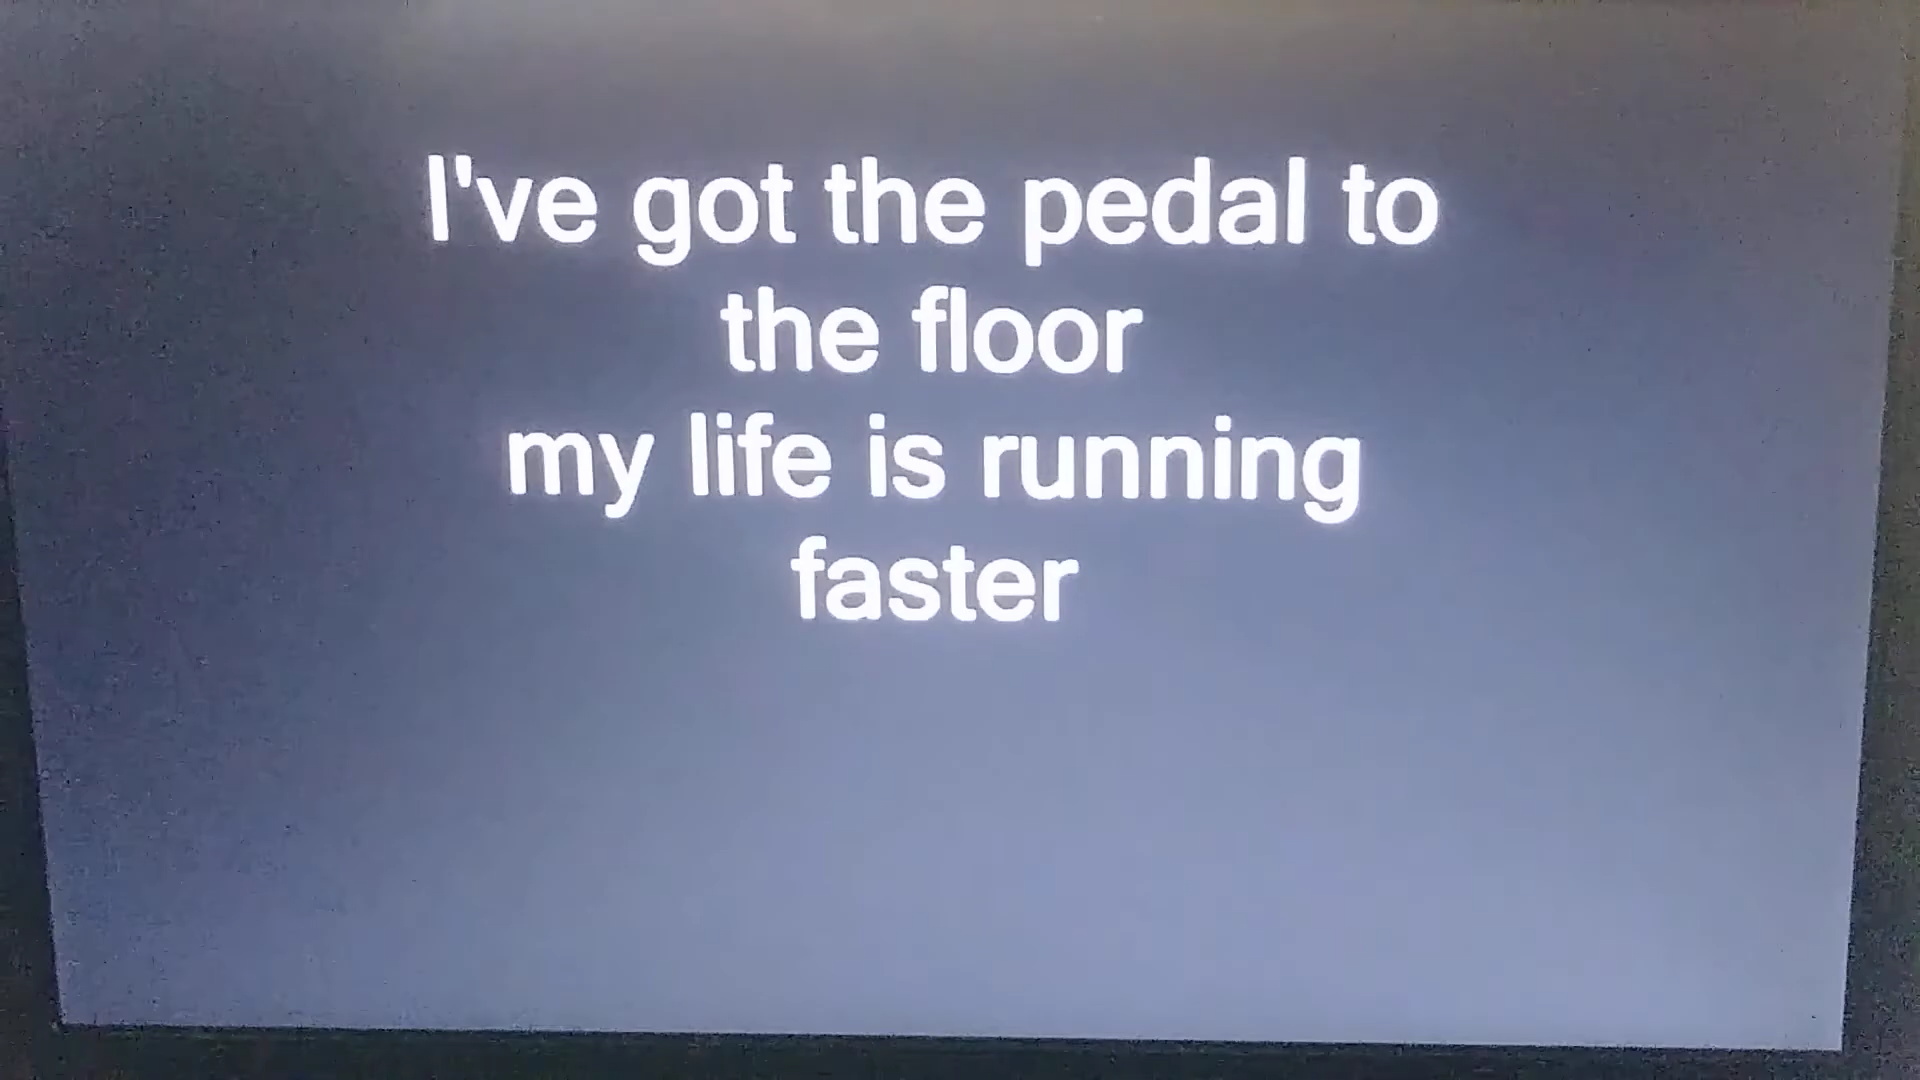 I've got the pedal to
the floor
my life is running
faster